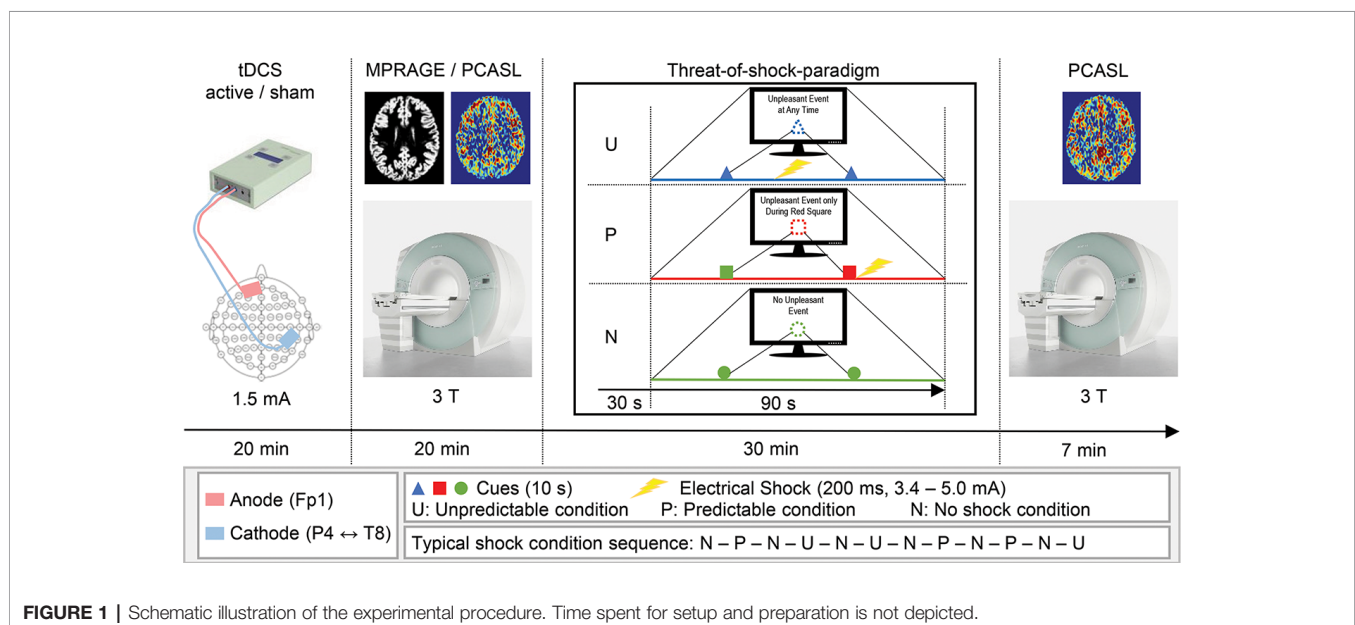 tDCS
active / sham
MPRAGE / PCASL
Threat-of-shock-paradigm
PCASL
Unpleasant Event
at Any Time
U
Unpleasant Event only
During Red Square
P
No Unpleasant
Event
N
30 s
90 s
1.5 mA
3 T
3 T
20 min
20 min
30 min
7 min
Anode (Fp1)
Cathode (P4 ↔ T8)
Cues (10 s)
Electrical Shock (200 ms, 3.4 – 5.0 mA)
U: Unpredictable condition
P: Predictable condition
N: No shock condition
Typical shock condition sequence: N – P – N – U – N – U – N – P – N – P – N – U
FIGURE 1 | Schematic illustration of the experimental procedure. Time spent for setup and preparation is not depicted.